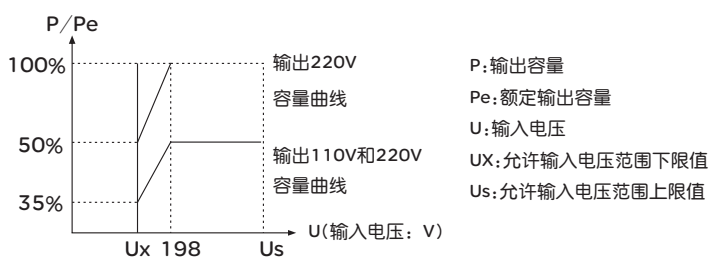 P/Pe
100%
50%
35%
Ux 198 Us
U(输入电压: V)
输出220V
容量曲线
输出110V和220V
容量曲线
P:输出容量
Pe:额定输出容量
U:输入电压
UX:允许输入电压范围下限值
Us:允许输入电压范围上限值